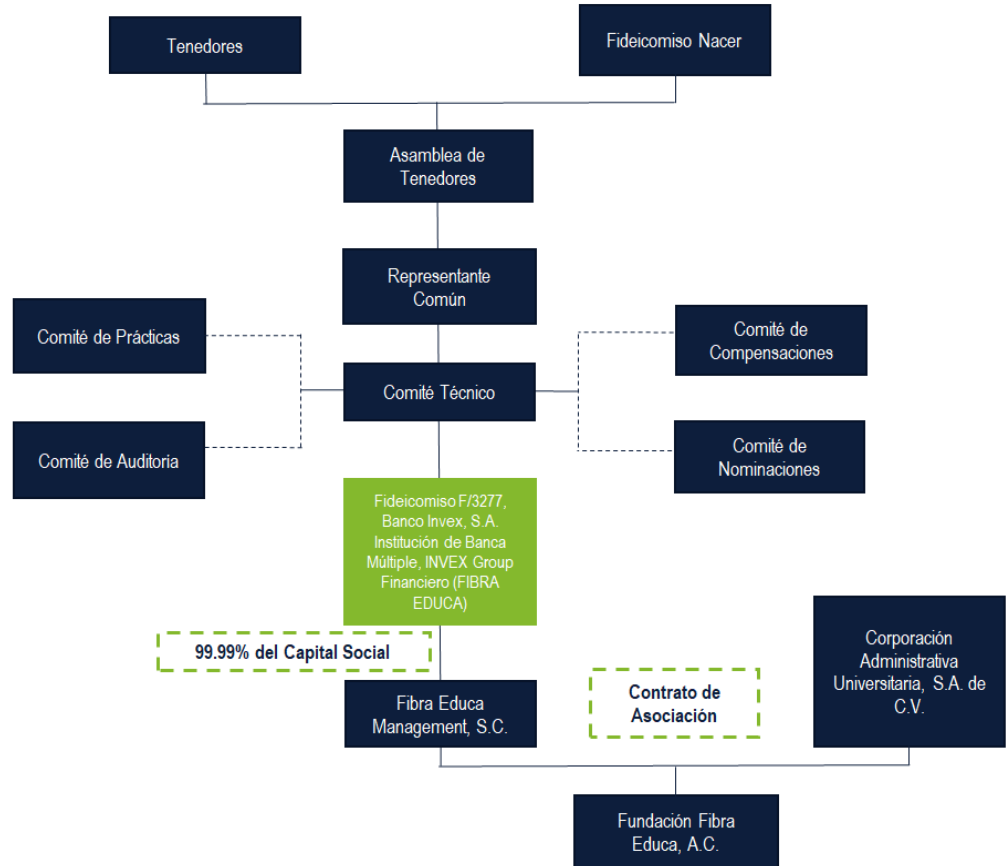 Tenedores
Fideicomiso Nacer
Asamblea de
Tenedores
Representante
Común
Comité de Prácticas
Comité de
Compensaciones
Comité Técnico
Comité de Auditoria
Comité de
Nominaciones
Fideicomiso F/3277,
Banco Invex, S.A.
Institución de Banca
Múltiple, INVEX Group
Financiero (FIBRA
EDUCA)
99.99% del Capital Social
Corporación
Administrativa
Universitaria, S.A. de
C.V.
Fibra Educa
Management, S.C.
Contrato de
Asociación
Fundación Fibra
Educa, A.C.